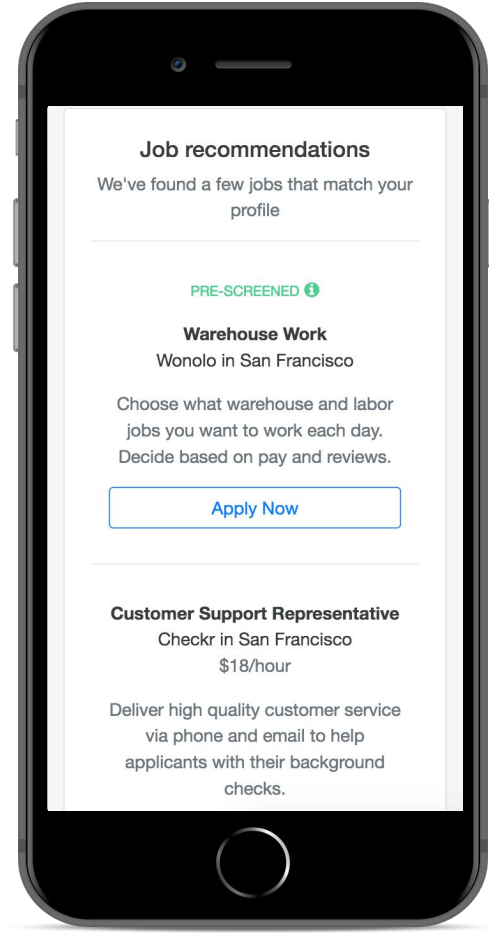 Job recommendations
We've found a few jobs that match your
profile
PRE-SCREENED
Warehouse Work
Wonolo in San Francisco
Choose what warehouse and labor
jobs you want to work each day.
Decide based on pay and reviews.
Apply Now
Customer Support Representative
Checkr in San Francisco
$18/hour
Deliver high quality customer service
via phone and email to help
applicants with their background
checks.